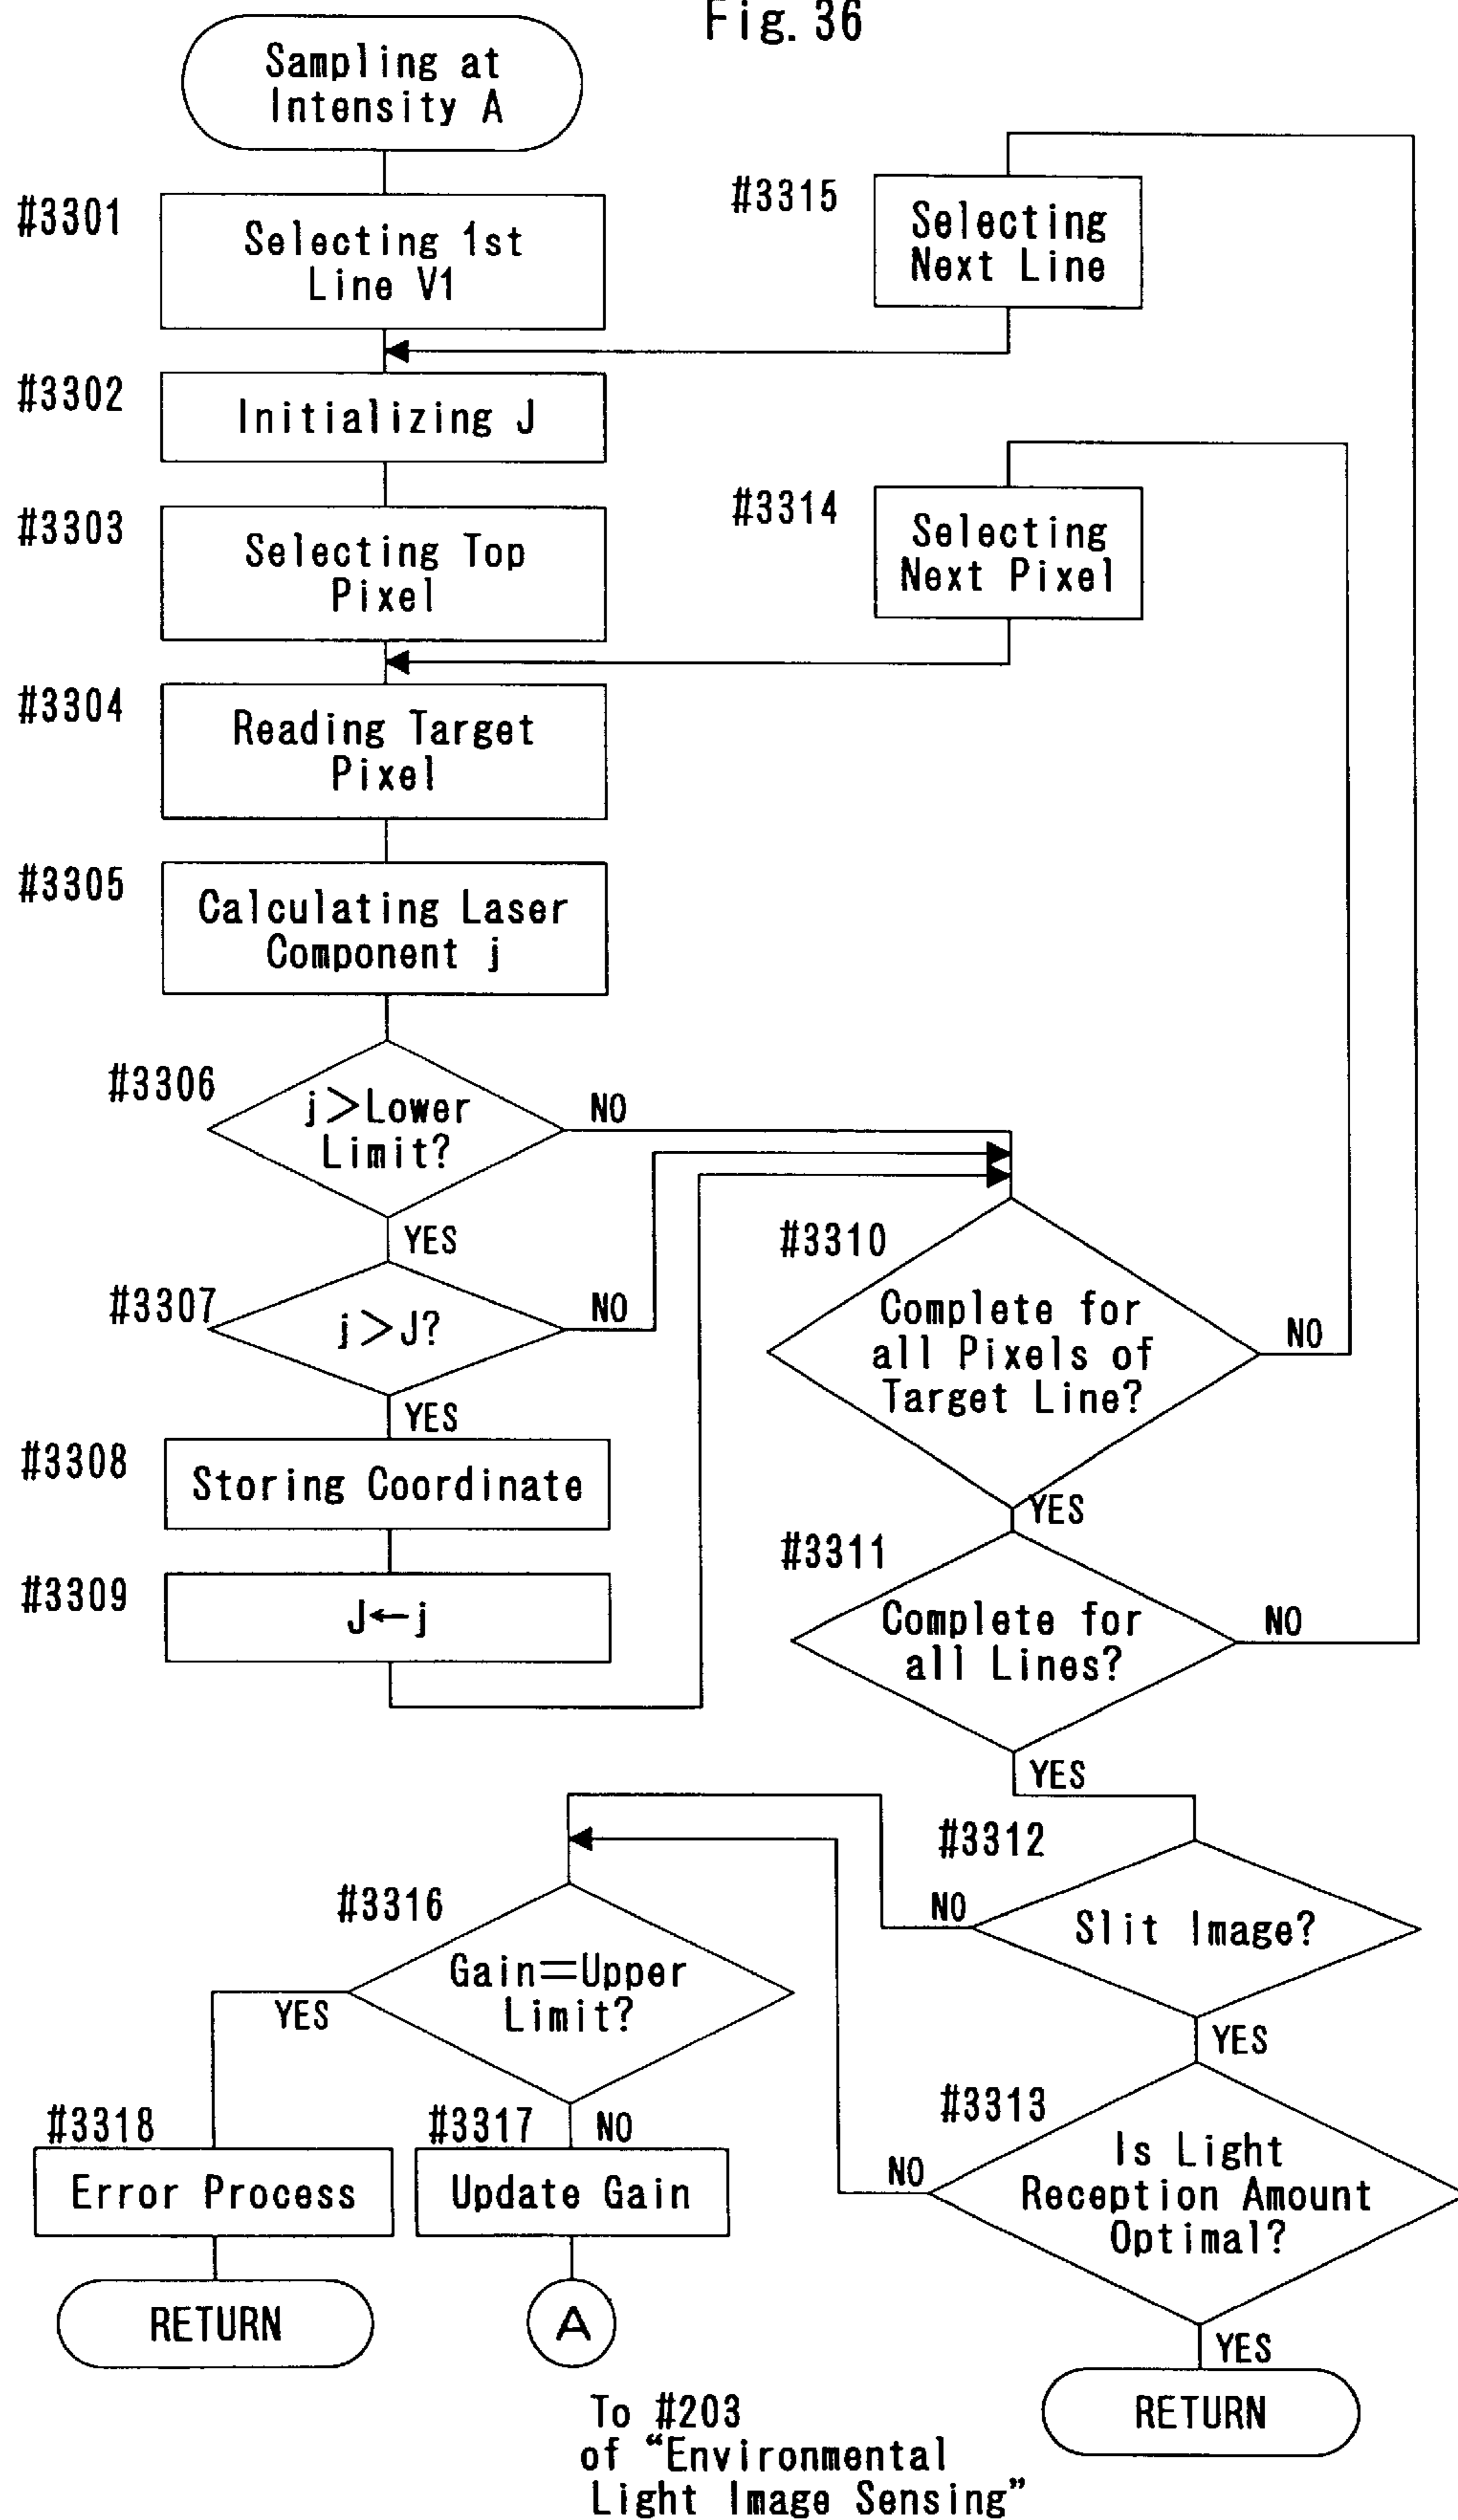 Fig. 36
Sampling at
Intensity A
#3301
Selecting 1st
Line V1
#3315
Selecting
Next Line
#3302
Initializing J
#3303
Selecting Top
Pixel
#3314
Selecting
Next Pixel
#3304
Reading Target
Pixel
#3305
Calculating Laser
Component j
#3306
j>Lower
Limit?
NO
YES
#3307
j>J?
NO
YES
#3308
Storing Coordinate
#3309
J←j
#3310
Complete for
all Pixels of
Target Line?
NO
YES
#3311
Complete for
all Lines?
NO
YES
#3312
Slit Image?
NO
YES
#3316
Gain=Upper
Limit?
YES
NO
#3313
Is Light
Reception Amount
Optimal?
NO
YES
#3318
Error Process
RETURN
#3317
Update Gain
A
To #203
of “Environmental
Light Image Sensing”
RETURN